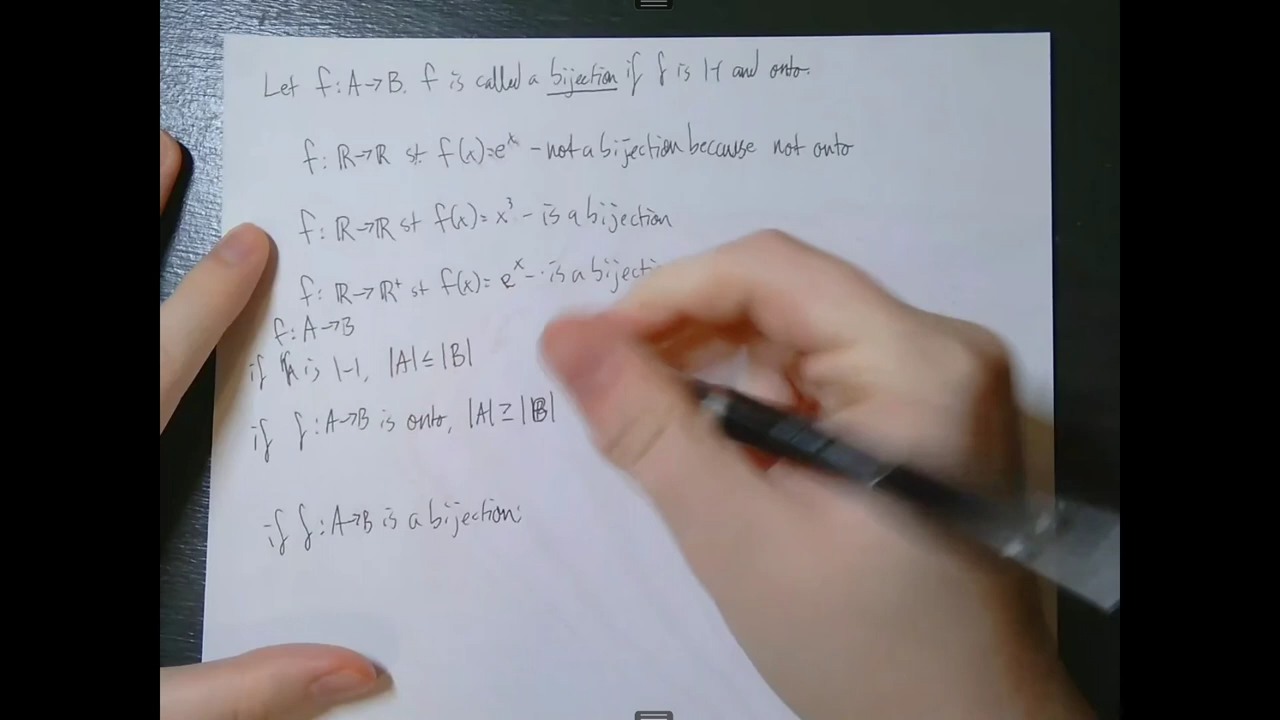 Let f: A→B. f is called a bijection if f is 1-1 and onto.
f: ℝ→ℝ st f(x)=e^x - not a bijection because not onto
f: ℝ→ℝ st f(x)= x³ - is a bijection
f: ℝ→ℝ⁺ st f(x)= e^x - is a bijecti
f: A→B
if is 1-1, |A| ≤ |B|
if f: A→B is onto, |A| ≥ |B|
if f: A→B is a bijection: